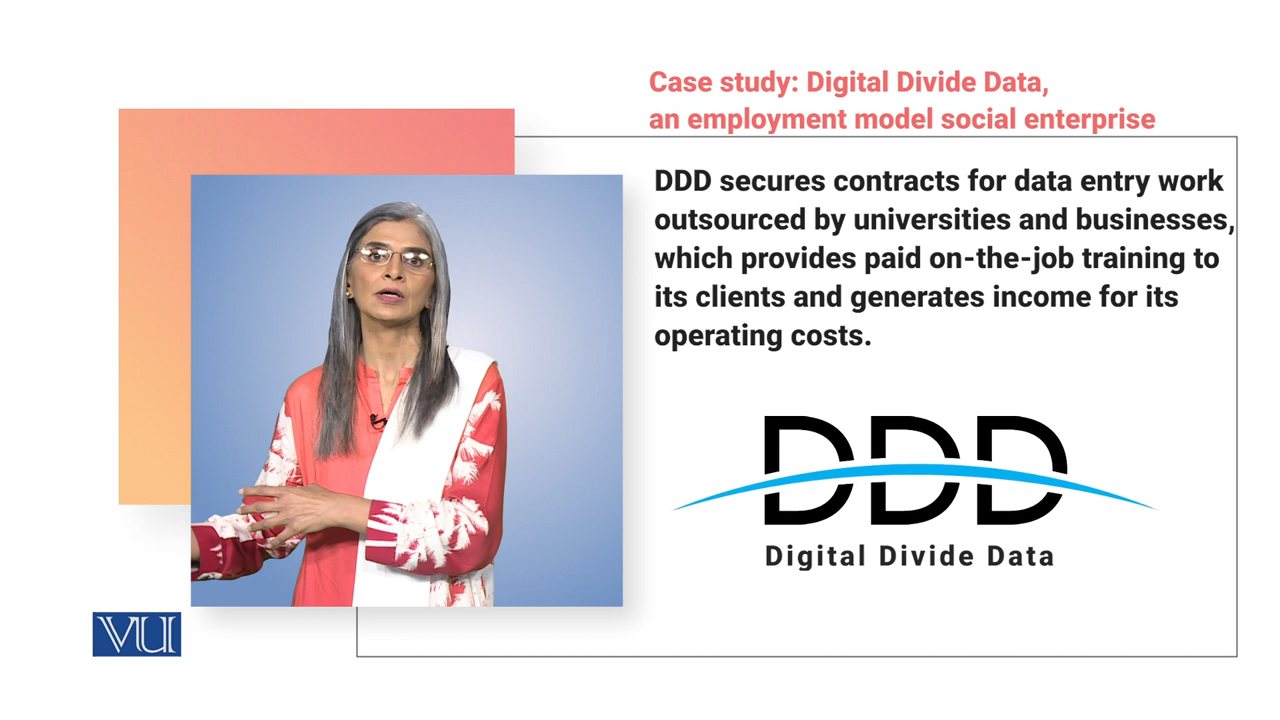 Case study: Digital Divide Data,
an employment model social enterprise
DDD secures contracts for data entry work
outsourced by universities and businesses,
which provides paid on-the-job training to
its clients and generates income for its
operating costs.
DDD
Digital Divide Data
VU